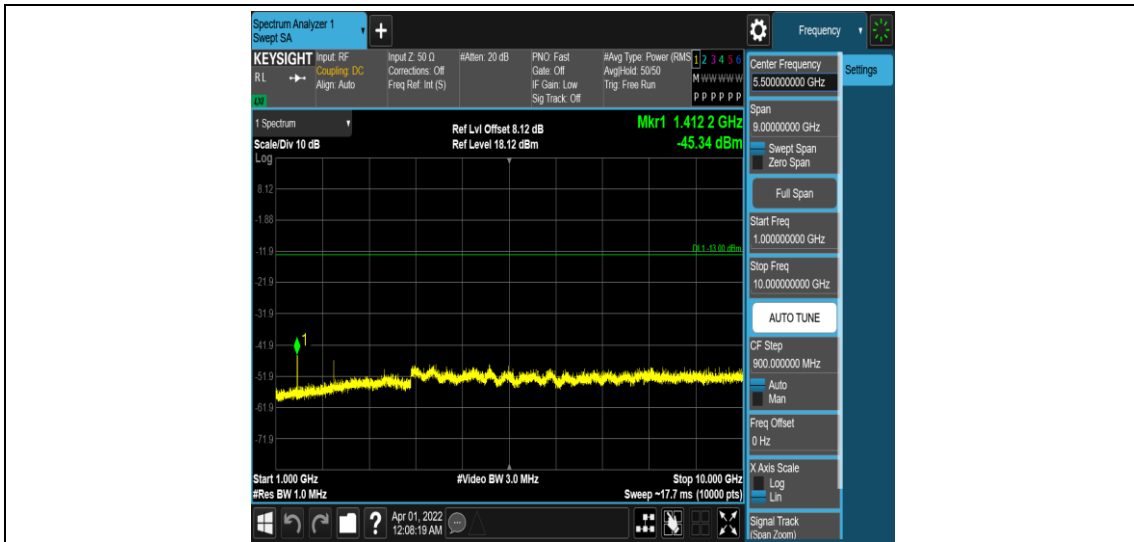 Spectrum Analyzer 1
Swept SA
Frequency
KEYSIGHT
RL
LXI
Input: RF
Coupling: DC
Align: Auto
Input Z: 50 Ω
Corrections: Off
Freq Ref: Int (S)
#Atten: 20 dB
PNO: Fast
Gate: Off
IF Gain: Low
Sig Track: Off
#Avg Type: Power (RMS
Avg|Hold: 50/50
Trig: Free Run
1 2 3 4 5 6
M W W W W W
P P P P P P
1 Spectrum
Scale/Div 10 dB
Log
Ref Lvl Offset 8.12 dB
Ref Level 18.12 dBm
Mkr1 1.412 2 GHz
-45.34 dBm
8.12
-1.88
-11.9
DL1 -13.00 dBm
-21.9
-31.9
-41.9
1
-51.9
-61.9
-71.9
Start 1.000 GHz
#Video BW 3.0 MHz
Stop 10.000 GHz
#Res BW 1.0 MHz
Sweep ~17.7 ms (10000 pts)
Apr 01, 2022
12:08:19 AM
Center Frequency
5.500000000 GHz
Settings
Span
9.00000000 GHz
Swept Span
Zero Span
Full Span
Start Freq
1.000000000 GHz
Stop Freq
10.000000000 GHz
AUTO TUNE
CF Step
900.000000 MHz
Auto
Man
Freq Offset
0 Hz
X Axis Scale
Log
Lin
Signal Track
(Span Zoom)